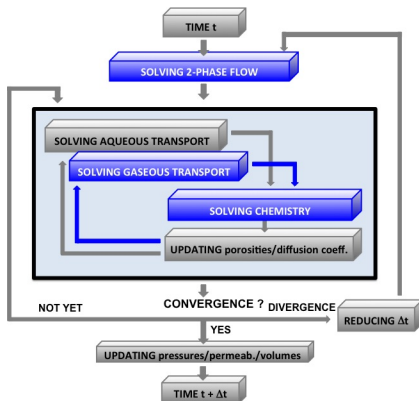 TIME t
SOLVING 2-PHASE FLOW
SOLVING AQUEOUS TRANSPORT
SOLVING GASEOUS TRANSPORT
SOLVING CHEMISTRY
UPDATING porosities/diffusion coeff.
CONVERGENCE ?
NOT YET
DIVERGENCE
REDUCING Δt
YES
UPDATING pressures/permeab./volumes
TIME t + Δt